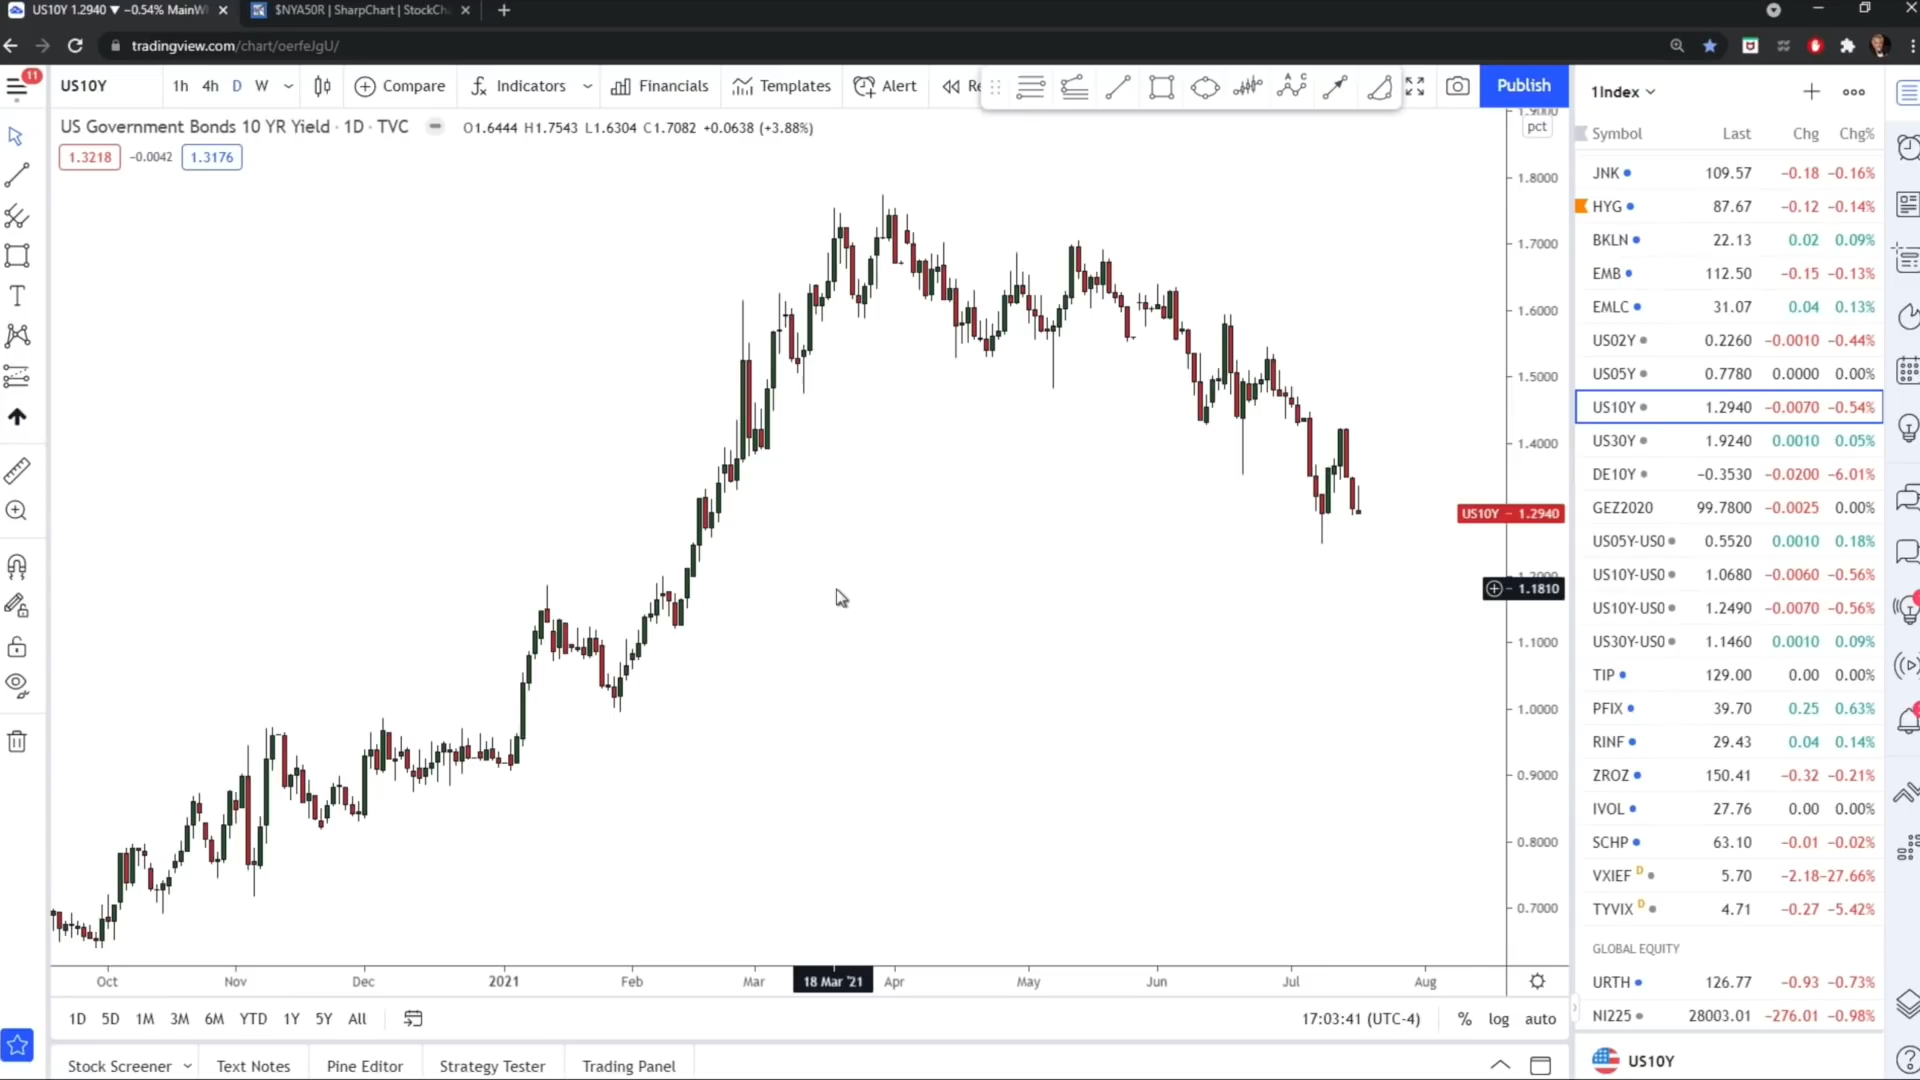 US10Y 1.2940 ▼ −0.54% MainW
$NYA50R | SharpChart | StockCh
tradingview.com/chart/oerfeJgU/
11
US10Y
1h 4h D W
Compare
Indicators
Financials
Templates
Alert
Re
Publish
US Government Bonds 10 YR Yield · 1D · TVC
O1.6444 H1.7543 L1.6304 C1.7082 +0.0638 (+3.88%)
1.3218 −0.0042 1.3176
pct
1.9000
1.8000
1.7000
1.6000
1.5000
1.4000
US10Y − 1.2940
1.2000
1.1810
1.1000
1.0000
0.9000
0.8000
0.7000
Oct Nov Dec 2021 Feb Mar 18 Mar '21 Apr May Jun Jul Aug
1D 5D 1M 3M 6M YTD 1Y 5Y All
17:03:41 (UTC-4) % log auto
Stock Screener Text Notes Pine Editor Strategy Tester Trading Panel
1Index
Symbol Last Chg Chg%
JNK 109.57 −0.18 −0.16%
HYG 87.67 −0.12 −0.14%
BKLN 22.13 0.02 0.09%
EMB 112.50 −0.15 −0.13%
EMLC 31.07 0.04 0.13%
US02Y 0.2260 −0.0010 −0.44%
US05Y 0.7780 0.0000 0.00%
US10Y 1.2940 −0.0070 −0.54%
US30Y 1.9240 0.0010 0.05%
DE10Y −0.3530 −0.0200 −6.01%
GEZ2020 99.7800 −0.0025 0.00%
US05Y-US0 0.5520 0.0010 0.18%
US10Y-US0 1.0680 −0.0060 −0.56%
US10Y-US0 1.2490 −0.0070 −0.56%
US30Y-US0 1.1460 0.0010 0.09%
TIP 129.00 0.00 0.00%
PFIX 39.70 0.25 0.63%
RINF 29.43 0.04 0.14%
ZROZ 150.41 −0.32 −0.21%
IVOL 27.76 0.00 0.00%
SCHP 63.10 −0.01 −0.02%
VXIEF D 5.70 −2.18 −27.66%
TYVIX D 4.71 −0.27 −5.42%
GLOBAL EQUITY
URTH 126.77 −0.93 −0.73%
NI225 28003.01 −276.01 −0.98%
US10Y